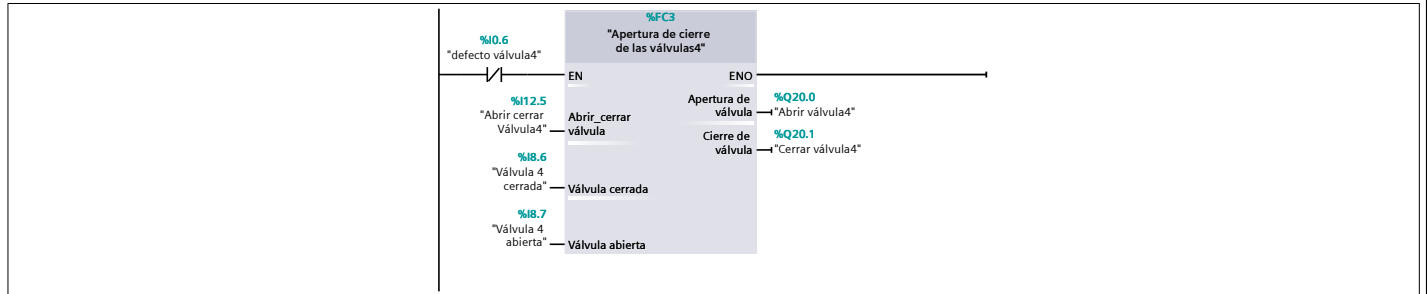 %FC3
"Apertura de cierre
de las válvulas4"
%I0.6
"defecto válvula4"
EN
ENO
%I12.5
"Abrir cerrar
Válvula4"
Abrir_cerrar
válvula
Apertura de
válvula
%Q20.0
"Abrir válvula4"
Cierre de
válvula
%Q20.1
"Cerrar válvula4"
%I8.6
"Válvula 4
cerrada"
Válvula cerrada
%I8.7
"Válvula 4
abierta"
Válvula abierta